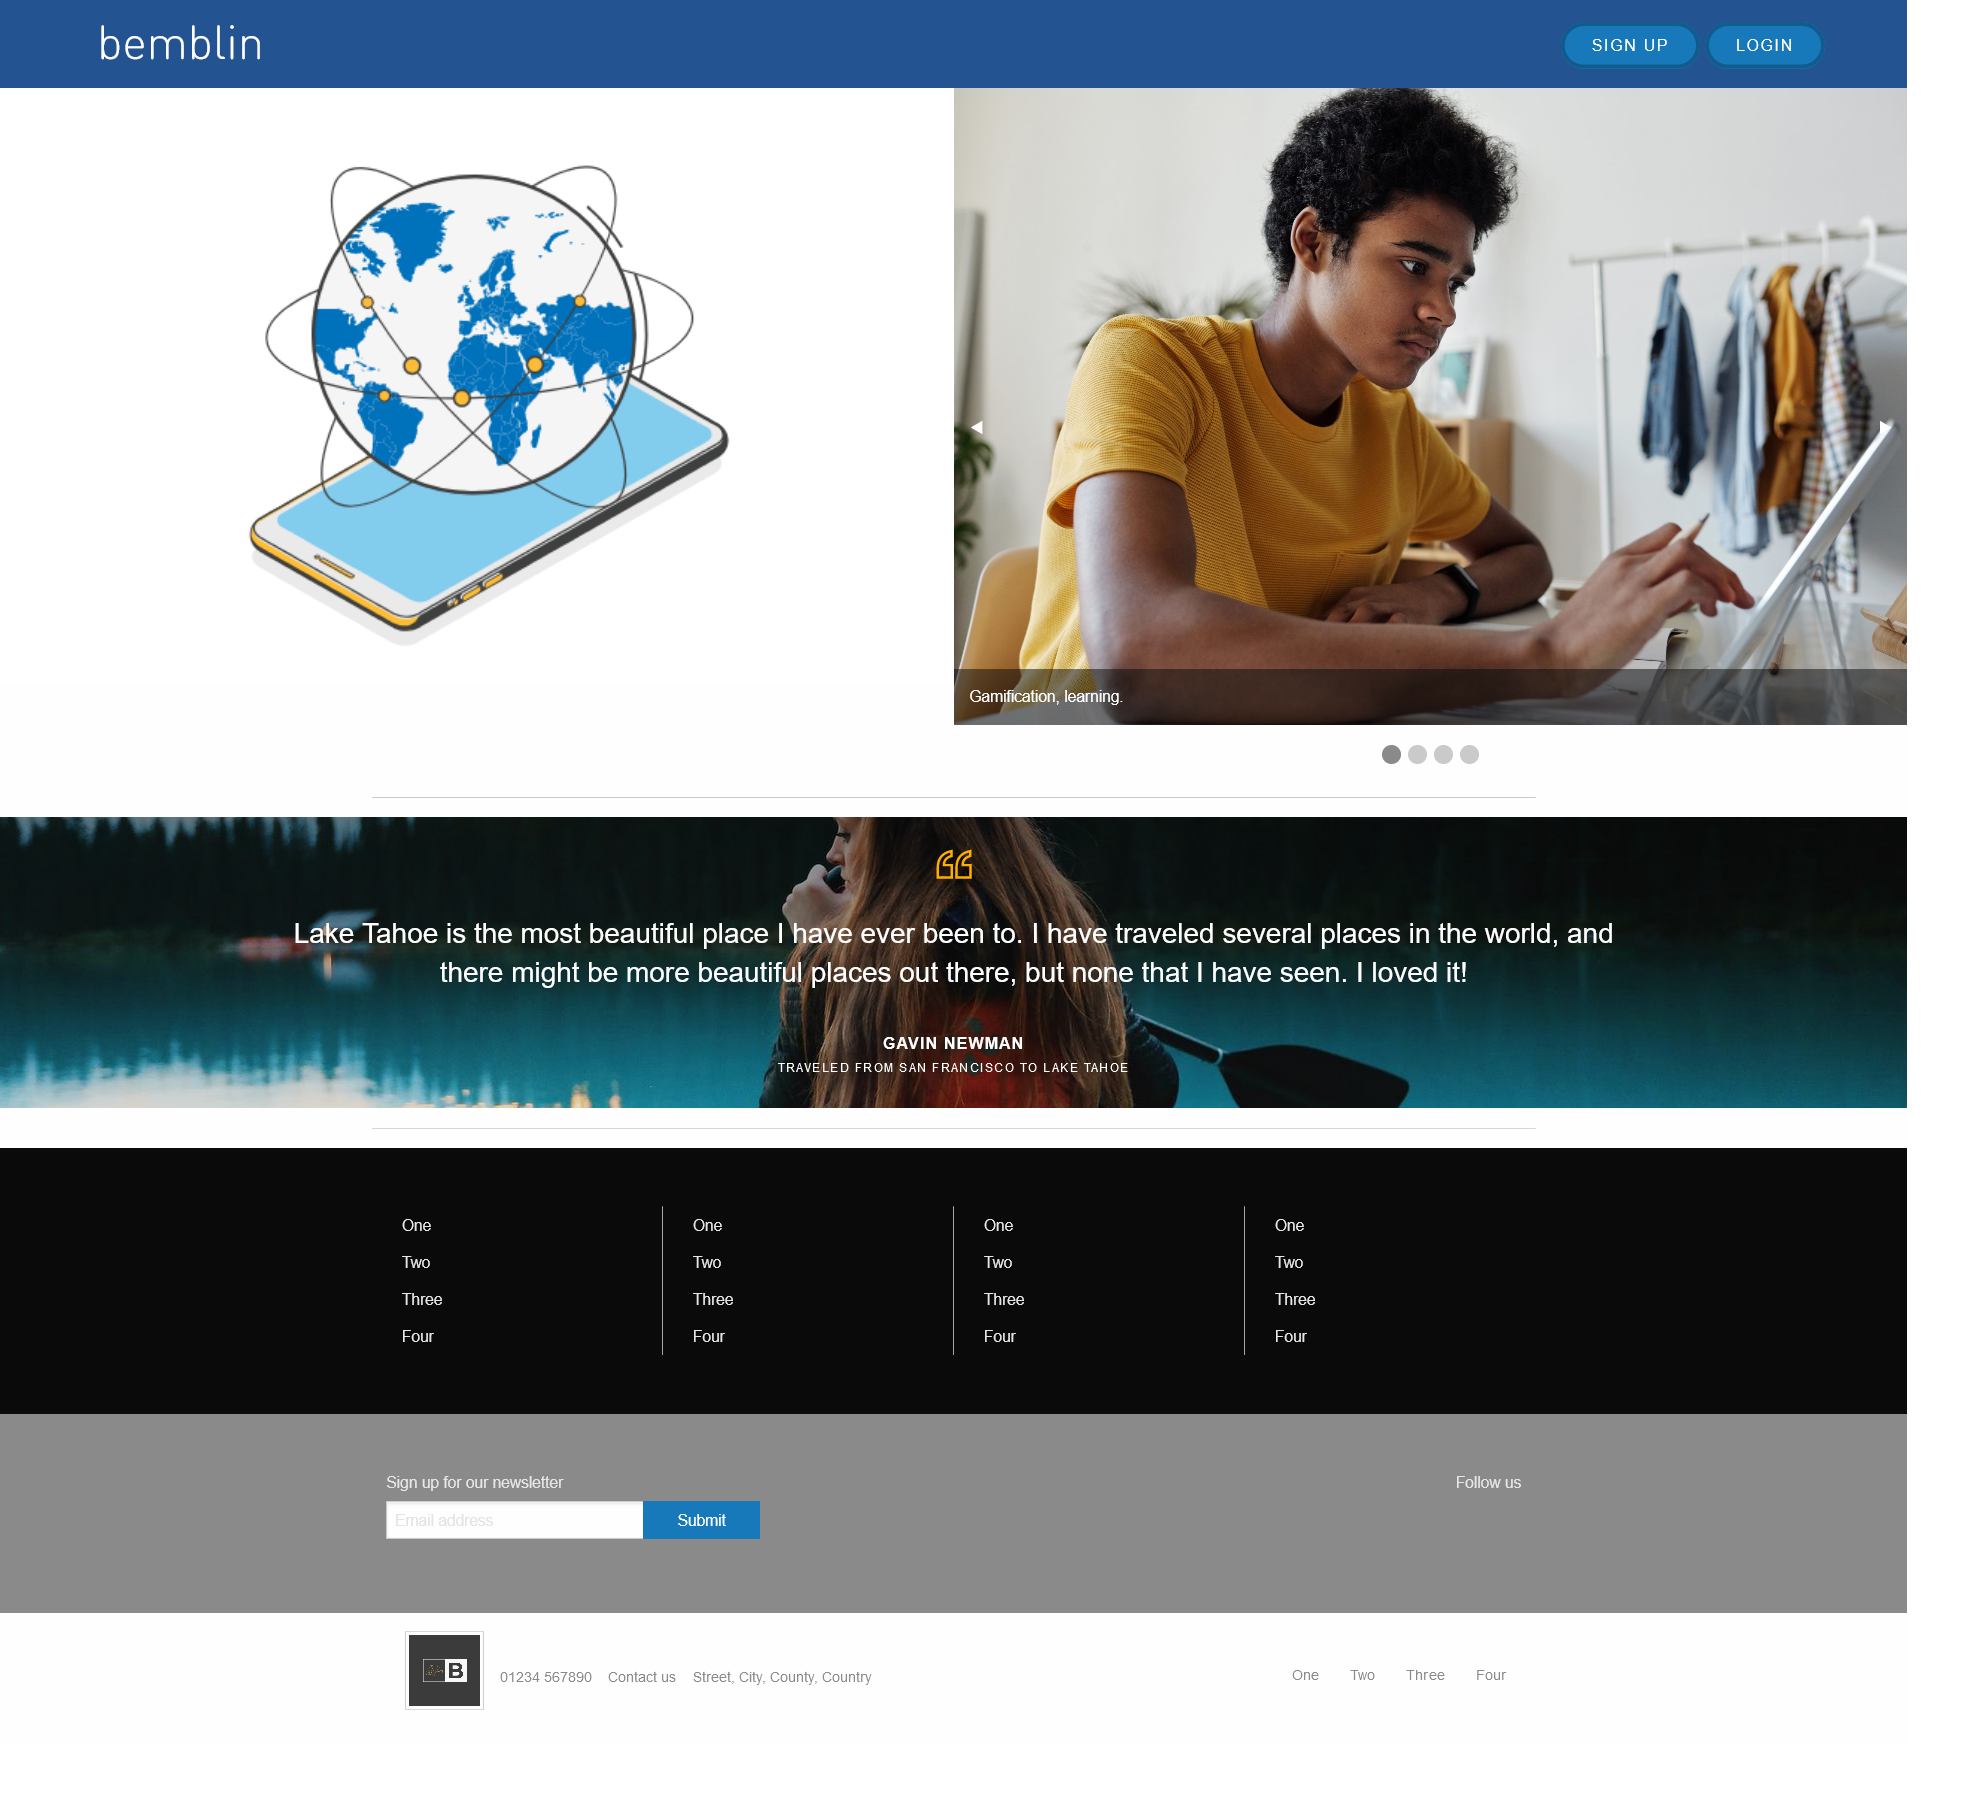 bemblin
SIGN UP
LOGIN
Gamification, learning.
Lake Tahoe is the most beautiful place I have ever been to. I have traveled several places in the world, and
there might be more beautiful places out there, but none that I have seen. I loved it!
GAVIN NEWMAN
TRAVELED FROM SAN FRANCISCO TO LAKE TAHOE
One
Two
Three
Four
One
Two
Three
Four
One
Two
Three
Four
One
Two
Three
Four
Sign up for our newsletter
Email address
Submit
Follow us
B
01234 567890 Contact us Street, City, County, Country
One Two Three Four